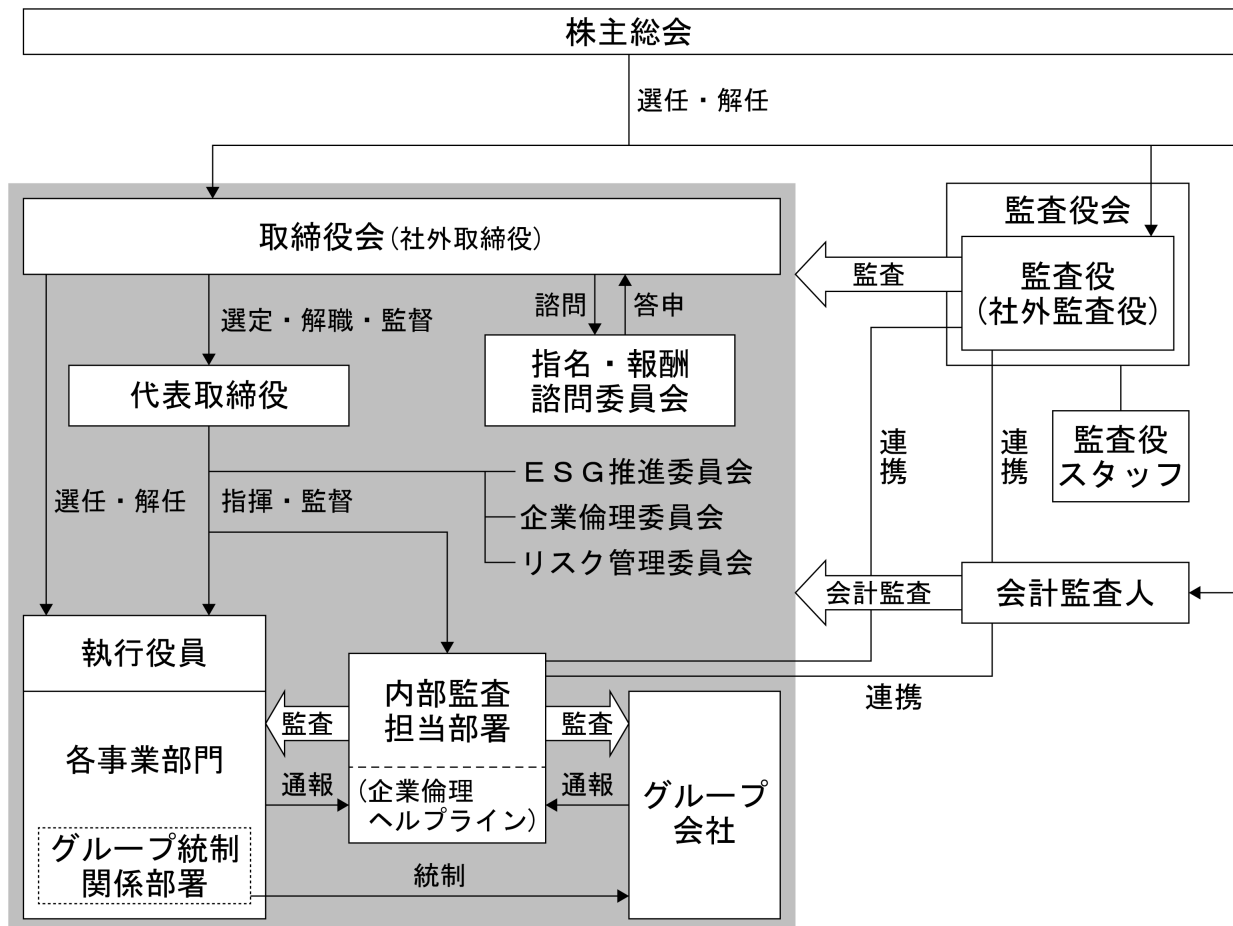 株主総会
選任・解任
取締役会(社外取締役)
監査役会
監査役
(社外監査役)
監査
選定・解職・監督
諮問
答申
代表取締役
指名・報酬
諮問委員会
監査役
スタッフ
連携
連携
ESG推進委員会
企業倫理委員会
リスク管理委員会
選任・解任
指揮・監督
会計監査
会計監査人
執行役員
各事業部門
グループ統制
関係部署
監査
内部監査
担当部署
(企業倫理
ヘルプライン)
監査
連携
通報
通報
グループ
会社
統制